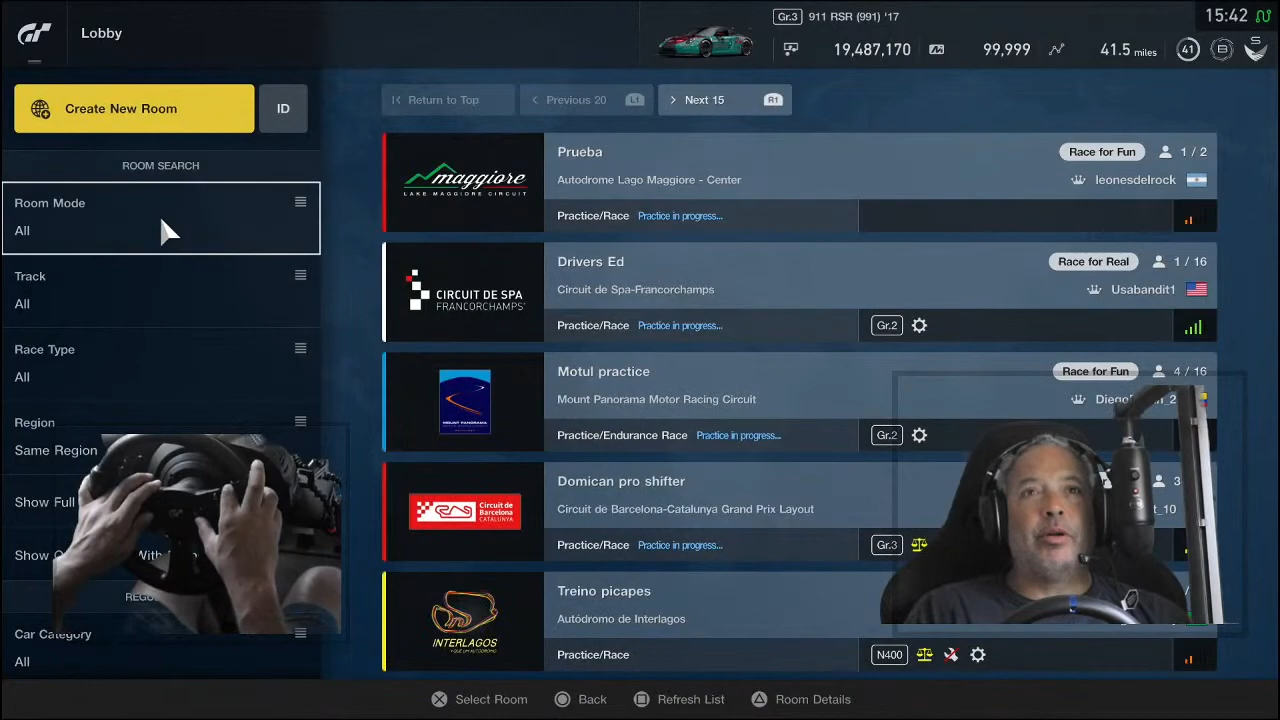 Lobby
Gr.3 911 RSR (991) '17
15:42
19,487,170
99,999
41.5 miles
41
B
S
Create New Room
ID
ROOM SEARCH
Room Mode
All
Track
All
Race Type
All
Region
Same Region
Show Full
Show
With
Car Category
All
Return to Top
Previous 20 L1
Next 15 R1
maggiore
LAKE MAGGIORE CIRCUIT
Prueba
Race for Fun 1 / 2
Autodrome Lago Maggiore - Center
leonesdelrock
Practice/Race Practice in progress...
CIRCUIT DE SPA
FRANCORCHAMPS
Drivers Ed
Race for Real 1 / 16
Circuit de Spa-Francorchamps
Usabandit1
Practice/Race Practice in progress...
Gr.2
MOUNT PANORAMA
Motul practice
Race for Fun 4 / 16
Mount Panorama Motor Racing Circuit
Practice/Endurance Race Practice in progress...
Gr.2
Circuit de
Barcelona
CATALUNYA
Domican pro shifter
3
Circuit de Barcelona-Catalunya Grand Prix Layout
Practice/Race Practice in progress...
Gr.3
INTERLAGOS
Treino picapes
Autódromo de Interlagos
Practice/Race
N400
Select Room
Back
Refresh List
Room Details